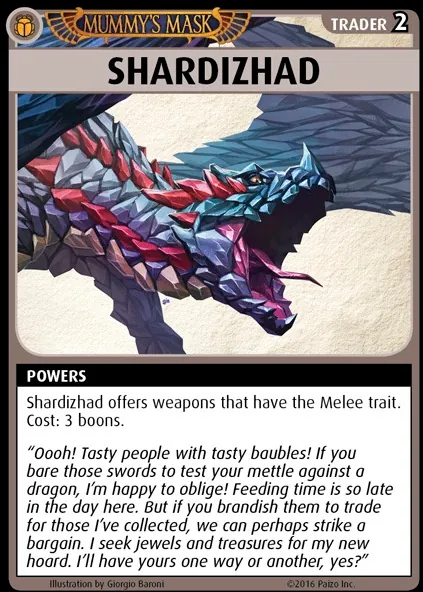 MUMMY'S MASK
TRADER 2
SHARDIZHAD
POWERS
Shardizhad offers weapons that have the Melee trait.
Cost: 3 boons.
“Oooh! Tasty people with tasty baubles! If you
bare those swords to test your mettle against a
dragon, I’m happy to oblige! Feeding time is so late
in the day here. But if you brandish them to trade
for those I’ve collected, we can perhaps strike a
bargain. I seek jewels and treasures for my new
hoard. I’ll have yours one way or another, yes?”
Illustration by Giorgio Baroni
©2016 Paizo Inc.